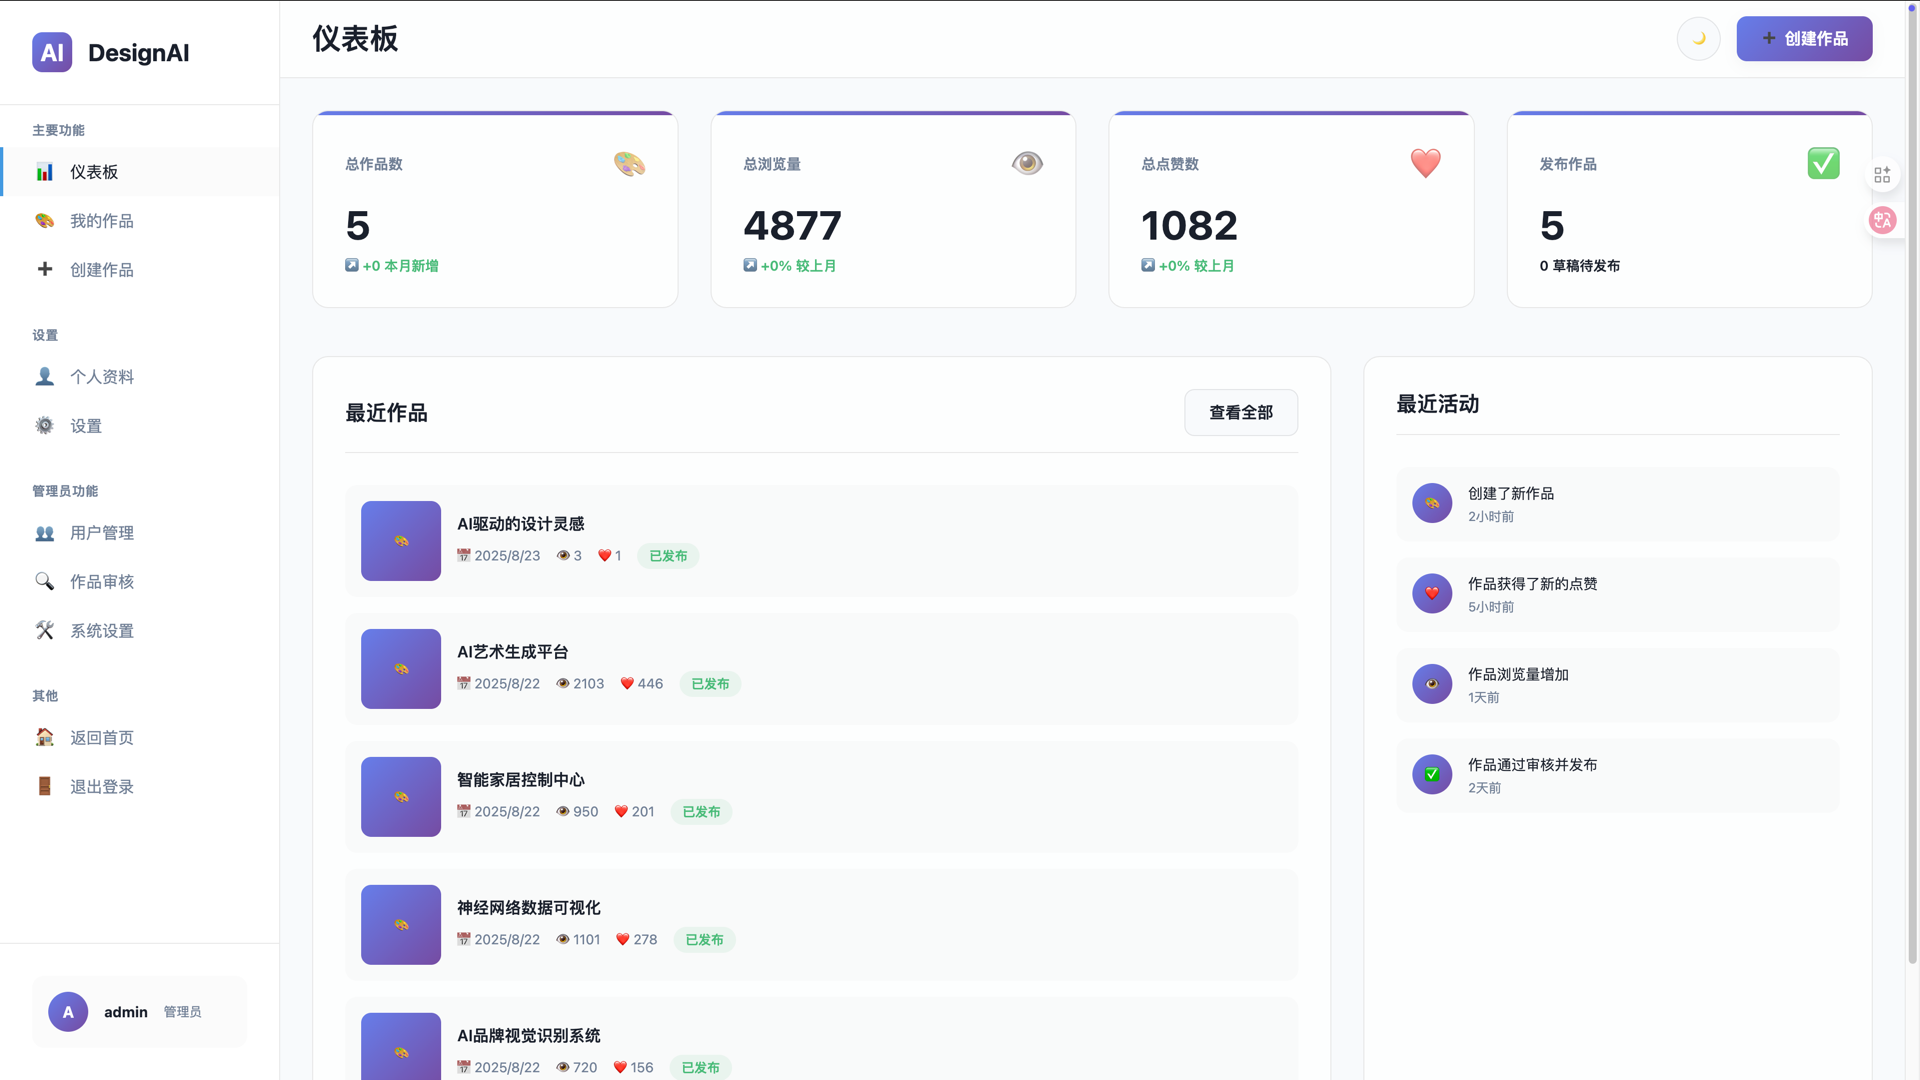 AI
DesignAI
主要功能
仪表板
我的作品
创建作品
设置
个人资料
设置
管理员功能
用户管理
作品审核
系统设置
其他
返回首页
退出登录
A
admin 管理员
仪表板
创建作品
总作品数
5
+0 本月新增
总浏览量
4877
+0% 较上月
总点赞数
1082
+0% 较上月
发布作品
5
0 草稿待发布
最近作品
查看全部
AI驱动的设计灵感
2025/8/23 3 1 已发布
AI艺术生成平台
2025/8/22 2103 446 已发布
智能家居控制中心
2025/8/22 950 201 已发布
神经网络数据可视化
2025/8/22 1101 278 已发布
AI品牌视觉识别系统
2025/8/22 720 156 已发布
最近活动
创建了新作品
2小时前
作品获得了新的点赞
5小时前
作品浏览量增加
1天前
作品通过审核并发布
2天前
中A